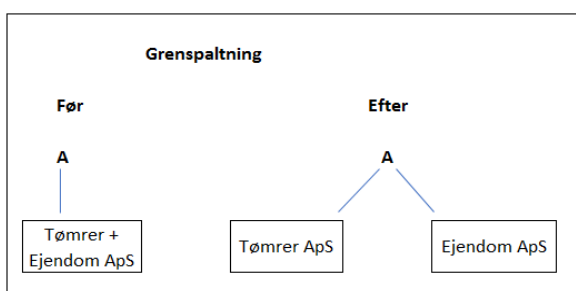 Grenspaltning
Før
Efter
A
A
Tømrer +
Ejendom ApS
Tømrer ApS
Ejendom ApS